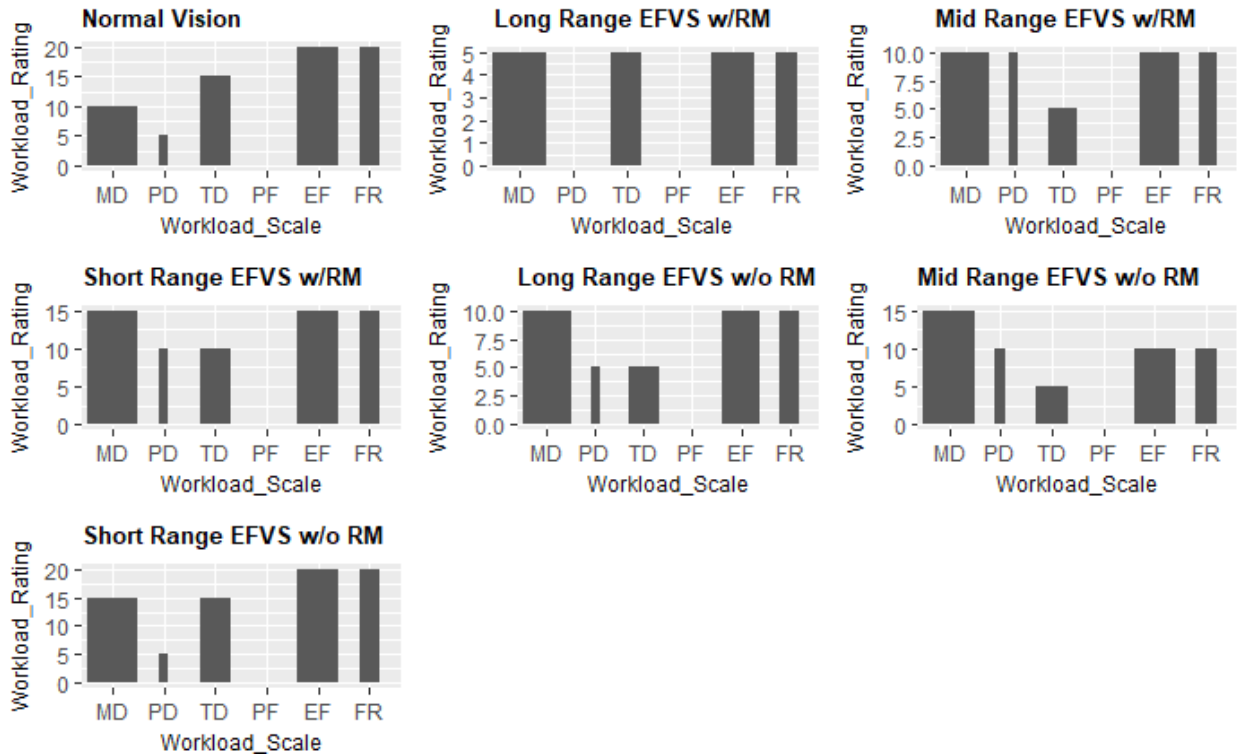 Normal Vision
Workload_Rating
20
15
10
5
0
MD PD TD PF EF FR
Workload_Scale
Long Range EFVS w/RM
Workload_Rating
5
4
3
2
1
0
MD PD TD PF EF FR
Workload_Scale
Mid Range EFVS w/RM
Workload_Rating
10.0
7.5
5.0
2.5
0.0
MD PD TD PF EF FR
Workload_Scale
Short Range EFVS w/RM
Workload_Rating
15
10
5
0
MD PD TD PF EF FR
Workload_Scale
Long Range EFVS w/o RM
Workload_Rating
10.0
7.5
5.0
2.5
0.0
MD PD TD PF EF FR
Workload_Scale
Mid Range EFVS w/o RM
Workload_Rating
15
10
5
0
MD PD TD PF EF FR
Workload_Scale
Short Range EFVS w/o RM
Workload_Rating
20
15
10
5
0
MD PD TD PF EF FR
Workload_Scale